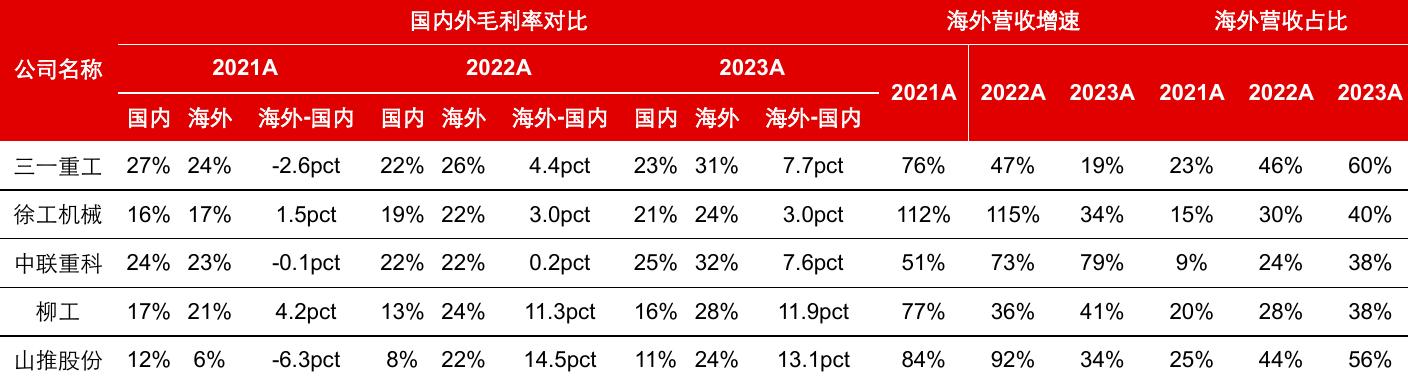 国内外毛利率对比 海外营收增速 海外营收占比
公司名称 2021A 2022A 2023A
2021A 2022A 2023A 2021A 2022A 2023A
国内 海外 海外-国内 国内 海外 海外-国内 国内 海外 海外-国内
三一重工 27% 24% -2.6pct 22% 26% 4.4pct 23% 31% 7.7pct 76% 47% 19% 23% 46% 60%
徐工机械 16% 17% 1.5pct 19% 22% 3.0pct 21% 24% 3.0pct 112% 115% 34% 15% 30% 40%
中联重科 24% 23% -0.1pct 22% 22% 0.2pct 25% 32% 7.6pct 51% 73% 79% 9% 24% 38%
柳工 17% 21% 4.2pct 13% 24% 11.3pct 16% 28% 11.9pct 77% 36% 41% 20% 28% 38%
山推股份 12% 6% -6.3pct 8% 22% 14.5pct 11% 24% 13.1pct 84% 92% 34% 25% 44% 56%